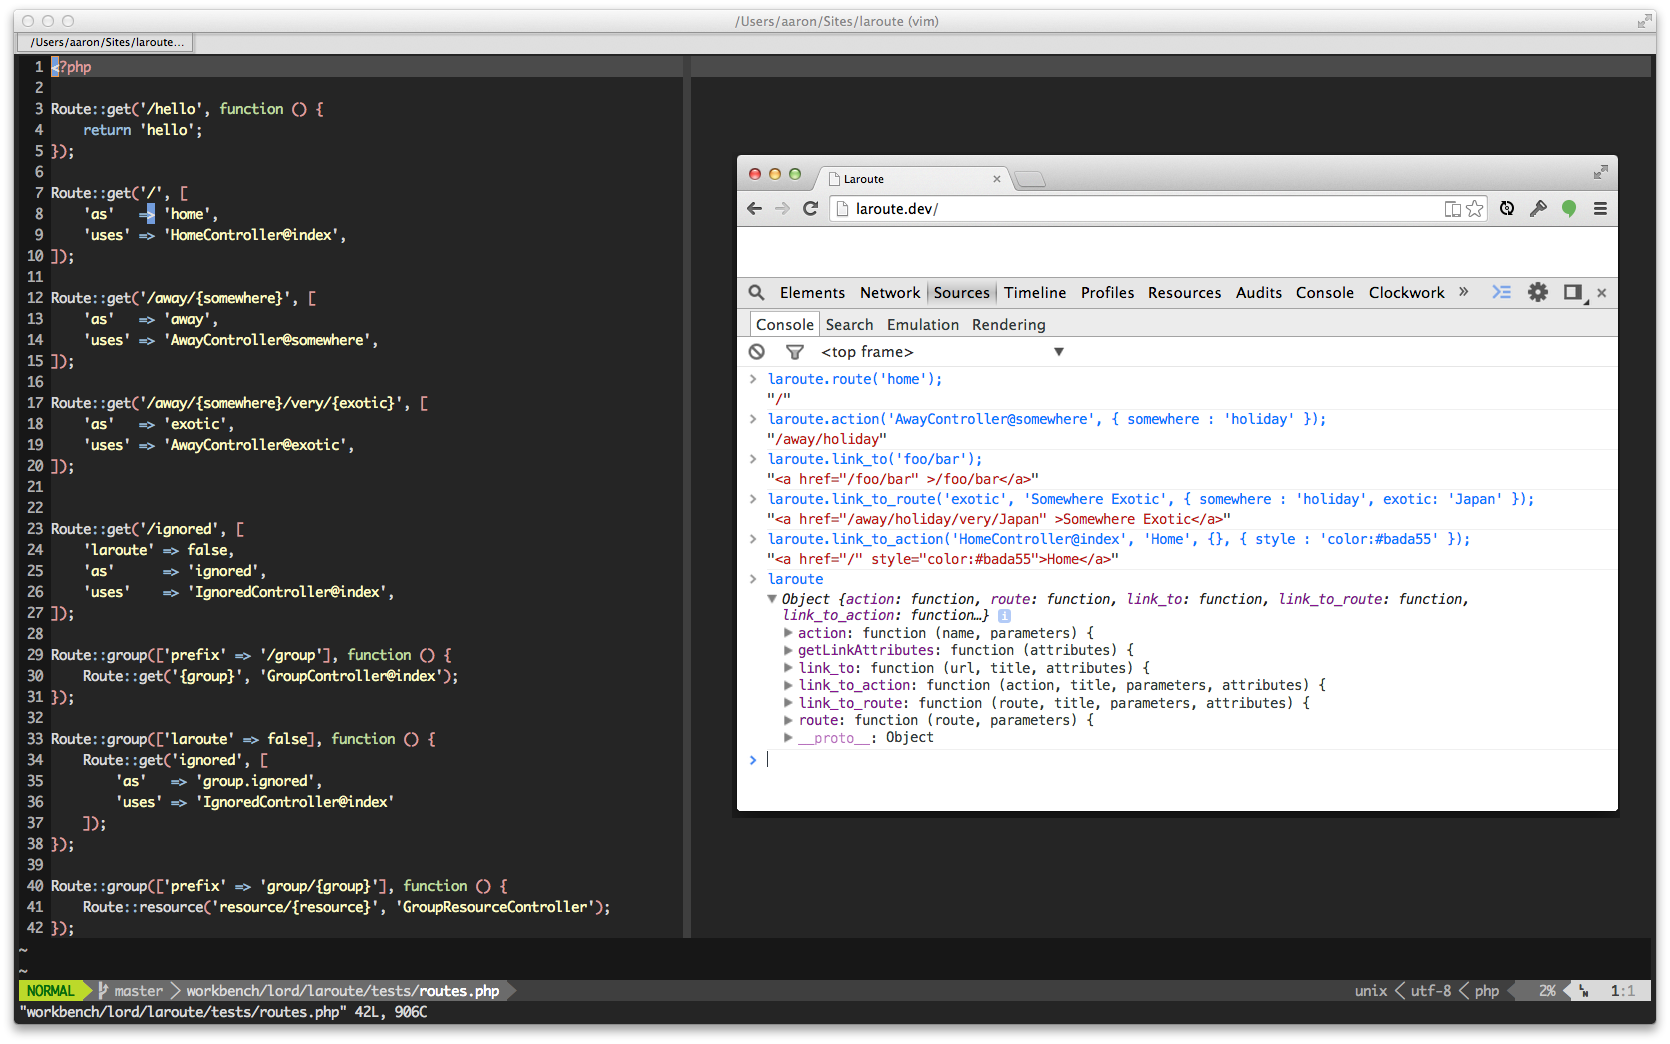 /Users/aaron/Sites/laroute (vim)
/Users/aaron/Sites/laroute...
1 <?php
2
3 Route::get('/hello', function () {
4     return 'hello';
5 });
6
7 Route::get('/', [
8     'as'   => 'home',
9     'uses' => 'HomeController@index',
10 ]);
11
12 Route::get('/away/{somewhere}', [
13     'as'   => 'away',
14     'uses' => 'AwayController@somewhere',
15 ]);
16
17 Route::get('/away/{somewhere}/very/{exotic}', [
18     'as'   => 'exotic',
19     'uses' => 'AwayController@exotic',
20 ]);
21
22
23 Route::get('/ignored', [
24     'laroute' => false,
25     'as'      => 'ignored',
26     'uses'    => 'IgnoredController@index',
27 ]);
28
29 Route::group(['prefix' => '/group'], function () {
30     Route::get('{group}', 'GroupController@index');
31 });
32
33 Route::group(['laroute' => false], function () {
34     Route::get('ignored', [
35         'as'   => 'group.ignored',
36         'uses' => 'IgnoredController@index'
37     ]);
38 });
39
40 Route::group(['prefix' => 'group/{group}'], function () {
41     Route::resource('resource/{resource}', 'GroupResourceController');
42 });
~
~
NORMAL master workbench/lord/laroute/tests/routes.php unix utf-8 php 2% 1:1
"workbench/lord/laroute/tests/routes.php" 42L, 906C
Laroute
laroute.dev/
Elements Network Sources Timeline Profiles Resources Audits Console Clockwork »
Console Search Emulation Rendering
<top frame>
> laroute.route('home');
"/"
> laroute.action('AwayController@somewhere', { somewhere : 'holiday' });
"/away/holiday"
> laroute.link_to('foo/bar');
"<a href="/foo/bar" >/foo/bar</a>"
> laroute.link_to_route('exotic', 'Somewhere Exotic', { somewhere : 'holiday', exotic: 'Japan' });
"<a href="/away/holiday/very/Japan" >Somewhere Exotic</a>"
> laroute.link_to_action('HomeController@index', 'Home', {}, { style : 'color:#bada55' });
"<a href="/" style="color:#bada55">Home</a>"
> laroute
▼ Object {action: function, route: function, link_to: function, link_to_route: function,
link_to_action: function…} i
▶ action: function (name, parameters) {
▶ getLinkAttributes: function (attributes) {
▶ link_to: function (url, title, attributes) {
▶ link_to_action: function (action, title, parameters, attributes) {
▶ link_to_route: function (route, title, parameters, attributes) {
▶ route: function (route, parameters) {
▶ __proto__: Object
>